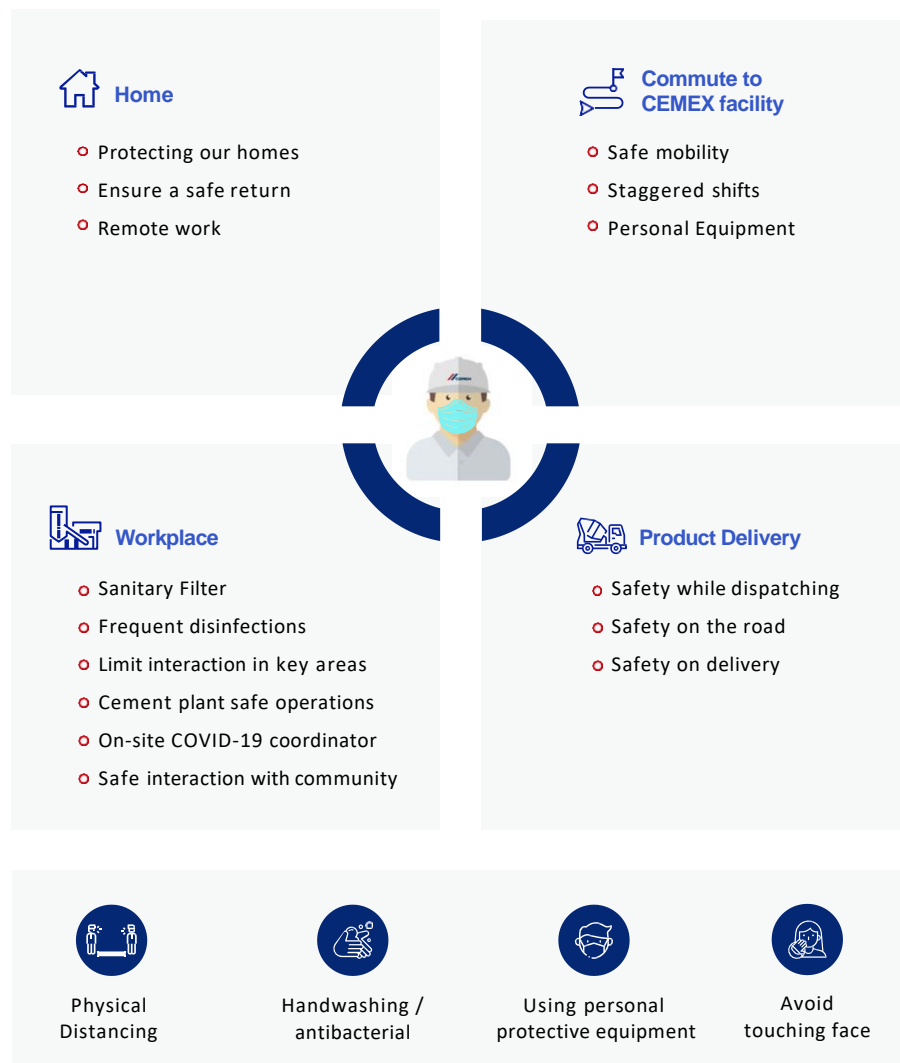 Home
Protecting our homes
Ensure a safe return
Remote work
Commute to
CEMEX facility
Safe mobility
Staggered shifts
Personal Equipment
CEMEX
Workplace
Sanitary Filter
Frequent disinfections
Limit interaction in key areas
Cement plant safe operations
On-site COVID-19 coordinator
Safe interaction with community
Product Delivery
Safety while dispatching
Safety on the road
Safety on delivery
Physical
Distancing
Handwashing /
antibacterial
Using personal
protective equipment
Avoid
touching face